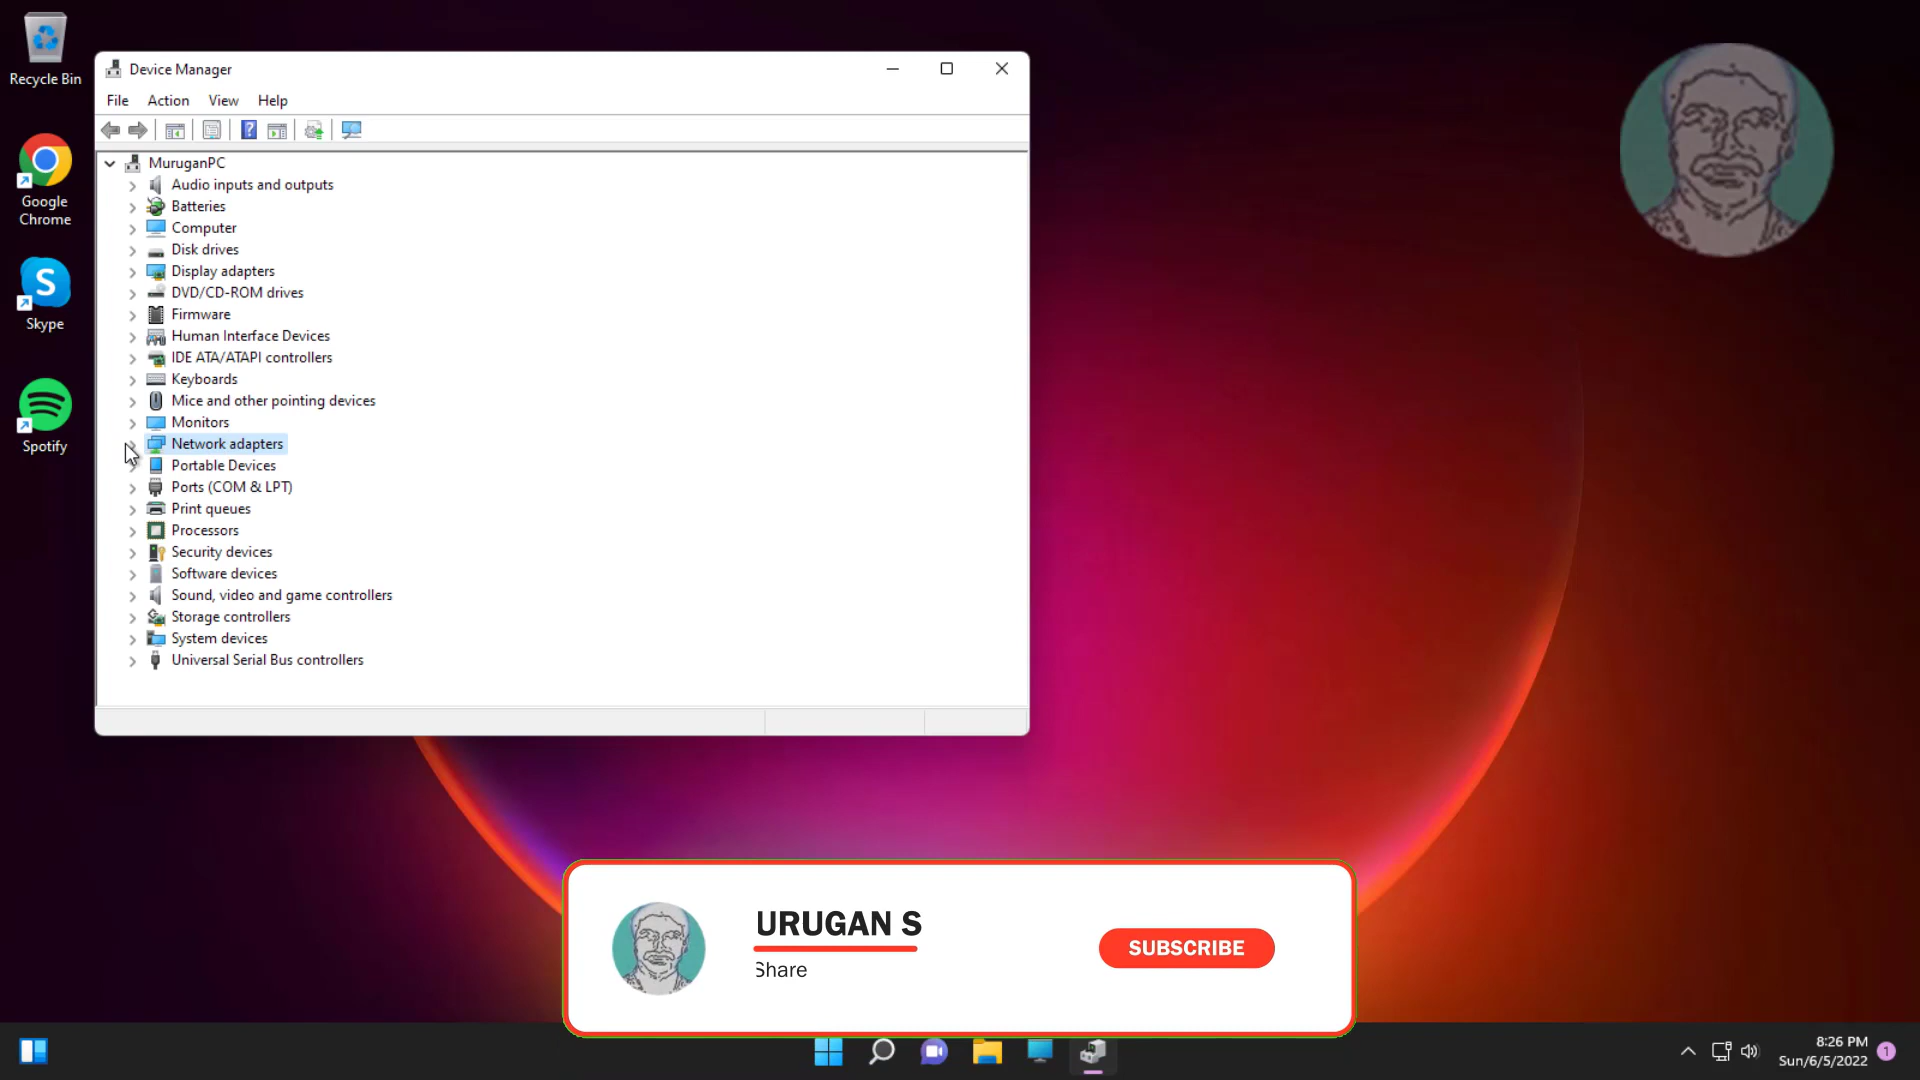 Recycle Bin
Google
Chrome
Skype
Spotify
Device Manager
File Action View Help
MuruganPC
Audio inputs and outputs
Batteries
Computer
Disk drives
Display adapters
DVD/CD-ROM drives
Firmware
Human Interface Devices
IDE ATA/ATAPI controllers
Keyboards
Mice and other pointing devices
Monitors
Network adapters
Portable Devices
Ports (COM & LPT)
Print queues
Processors
Security devices
Software devices
Sound, video and game controllers
Storage controllers
System devices
Universal Serial Bus controllers
URUGAN S
Share
SUBSCRIBE
8:26 PM
Sun/6/5/2022
1